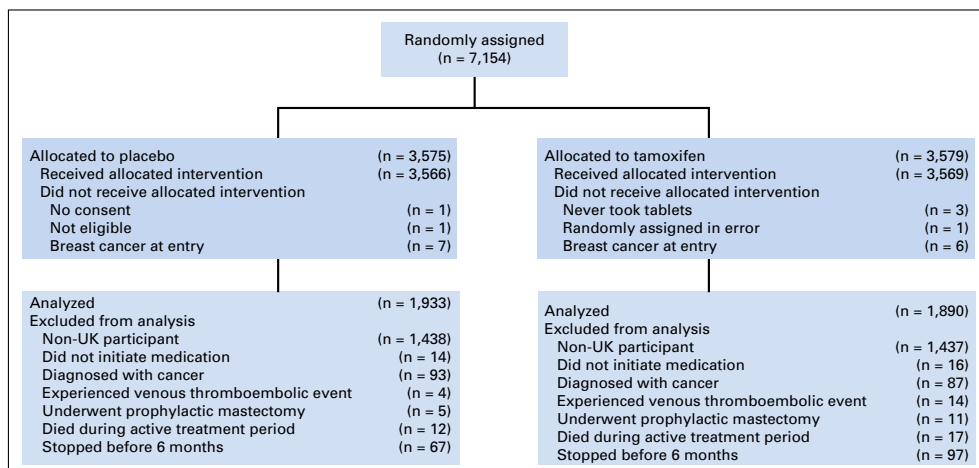 Randomly assigned
(n = 7,154)
Allocated to placebo (n = 3,575)
Received allocated intervention (n = 3,566)
Did not receive allocated intervention
No consent (n = 1)
Not eligible (n = 1)
Breast cancer at entry (n = 7)
Allocated to tamoxifen (n = 3,579)
Received allocated intervention (n = 3,569)
Did not receive allocated intervention
Never took tablets (n = 3)
Randomly assigned in error (n = 1)
Breast cancer at entry (n = 6)
Analyzed (n = 1,933)
Excluded from analysis
Non-UK participant (n = 1,438)
Did not initiate medication (n = 14)
Diagnosed with cancer (n = 93)
Experienced venous thromboembolic event (n = 4)
Underwent prophylactic mastectomy (n = 5)
Died during active treatment period (n = 12)
Stopped before 6 months (n = 67)
Analyzed (n = 1,890)
Excluded from analysis
Non-UK participant (n = 1,437)
Did not initiate medication (n = 16)
Diagnosed with cancer (n = 87)
Experienced venous thromboembolic event (n = 14)
Underwent prophylactic mastectomy (n = 11)
Died during active treatment period (n = 17)
Stopped before 6 months (n = 97)